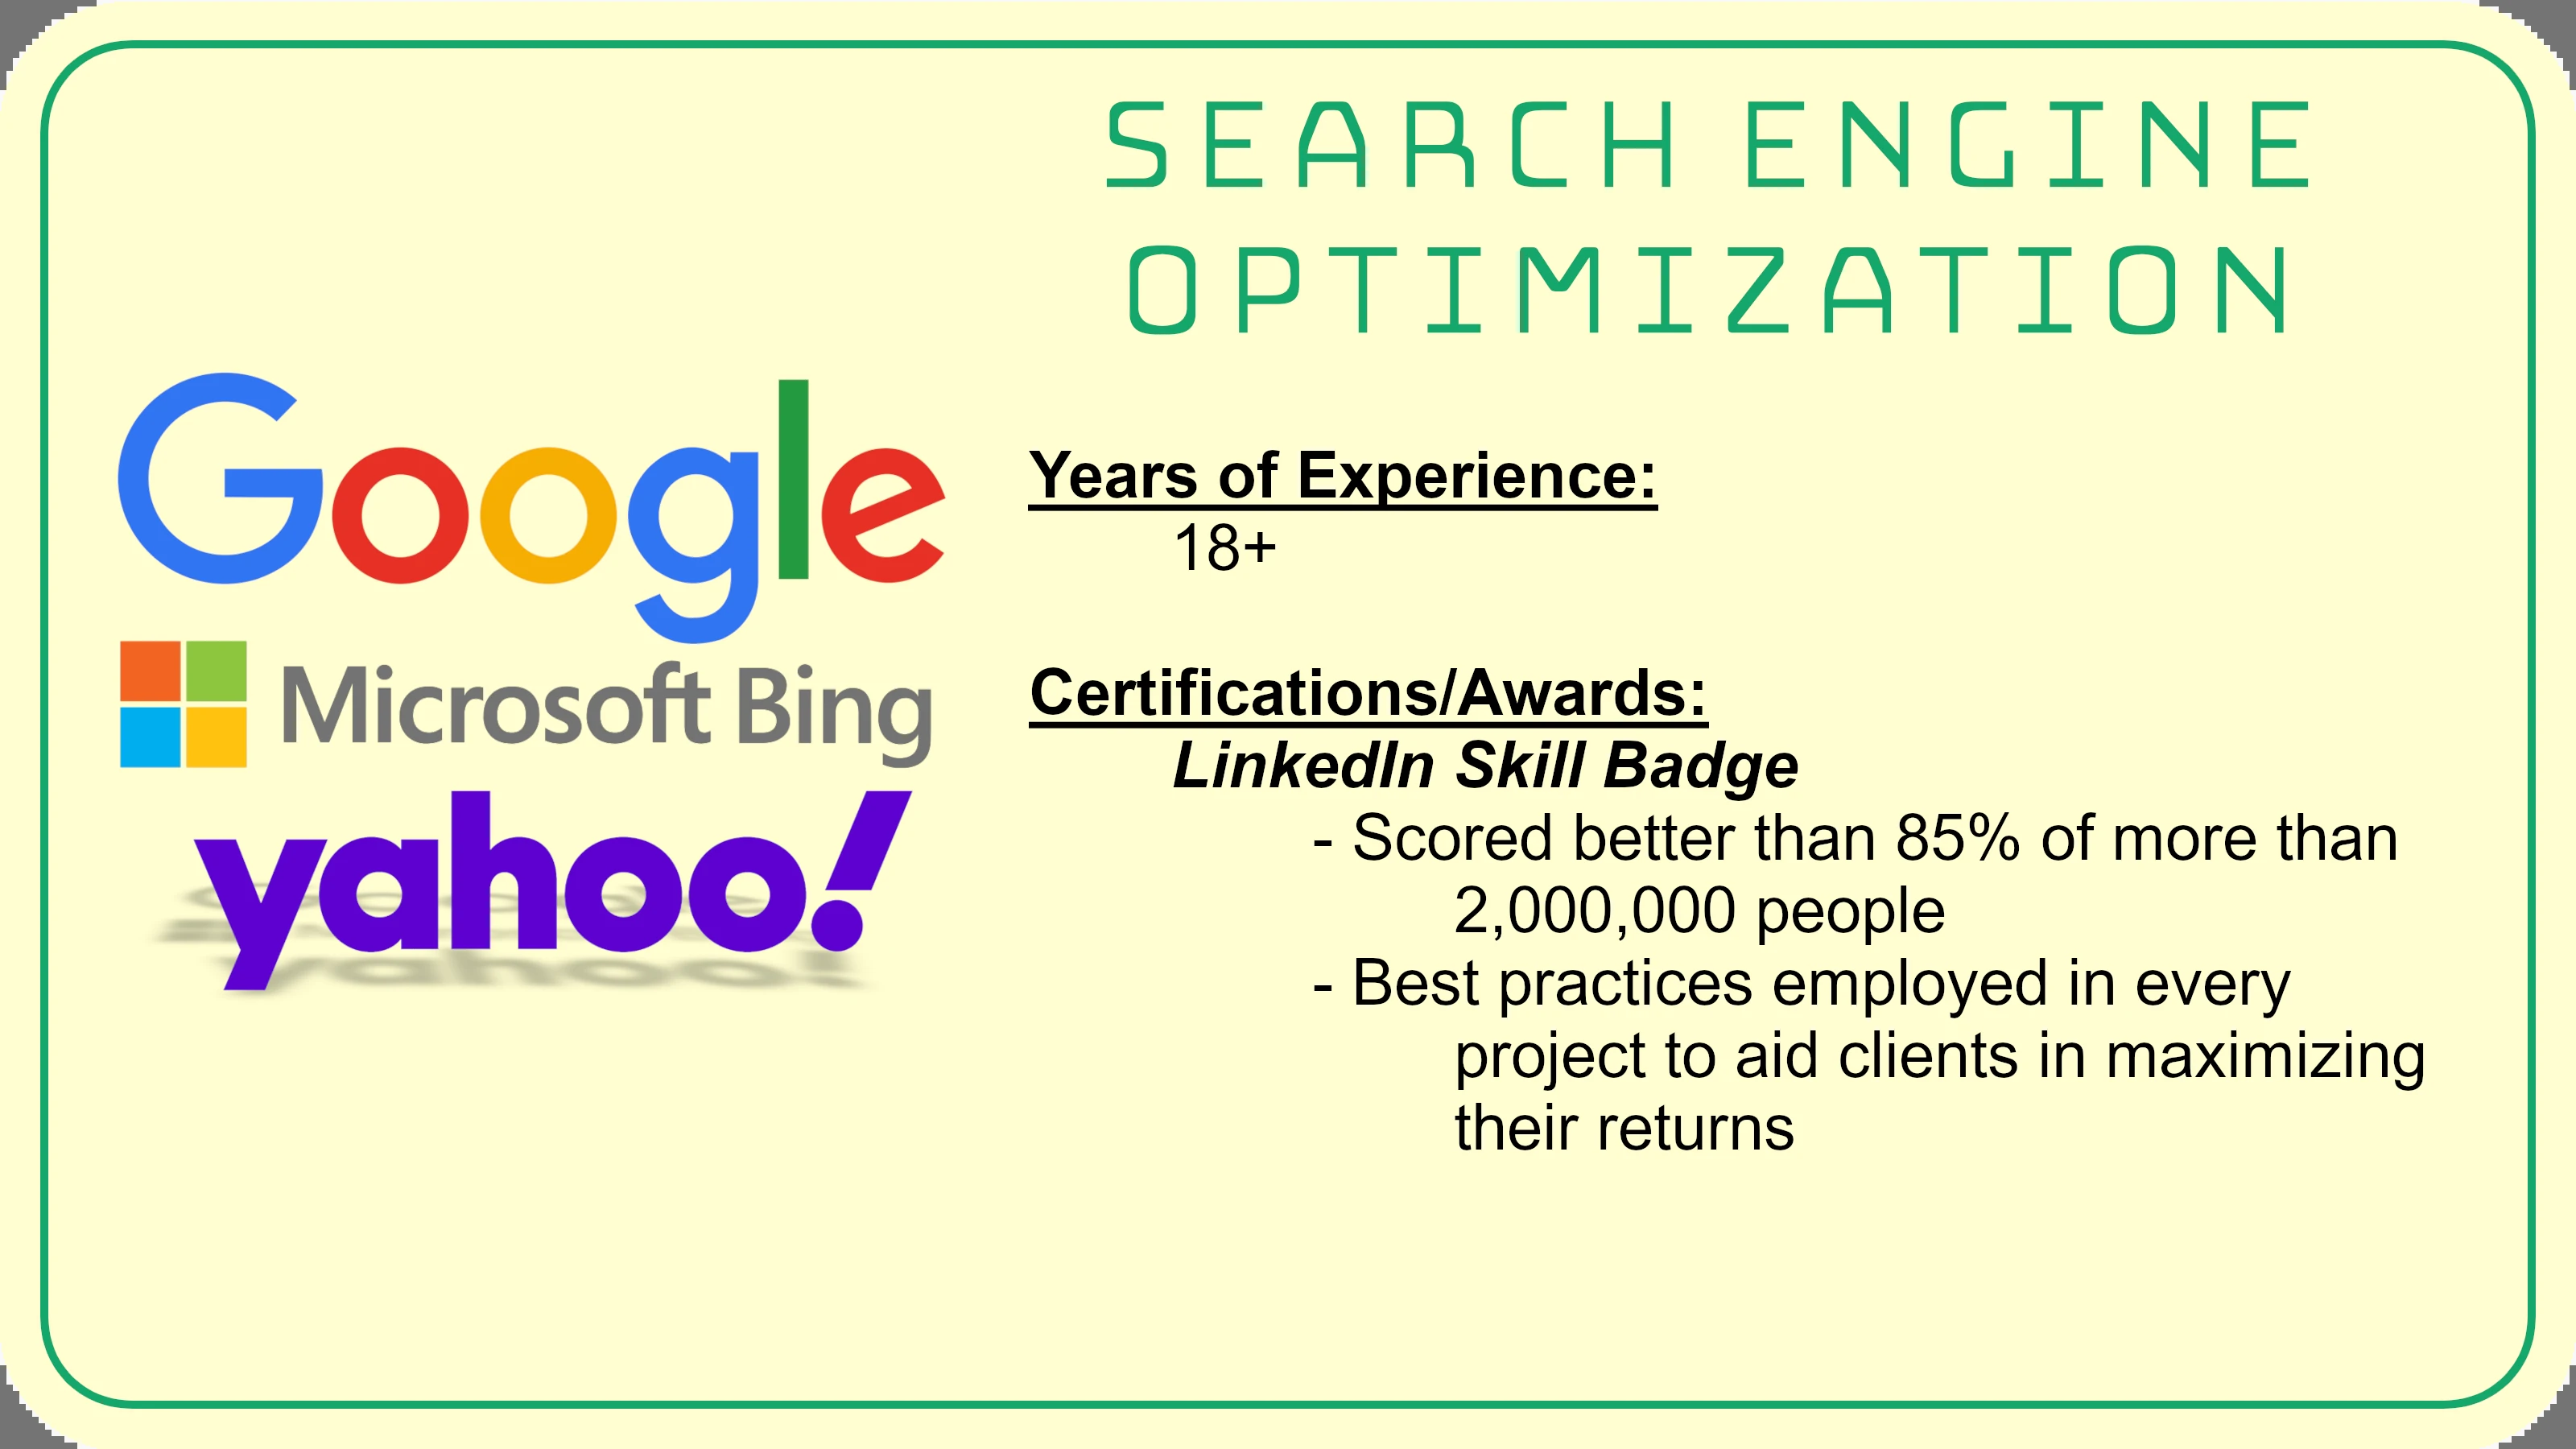 SEARCH ENGINE
OPTIMIZATION
Google
Microsoft Bing
yahoo!
Years of Experience:
18+
Certifications/Awards:
LinkedIn Skill Badge
- Scored better than 85% of more than
2,000,000 people
- Best practices employed in every
project to aid clients in maximizing
their returns